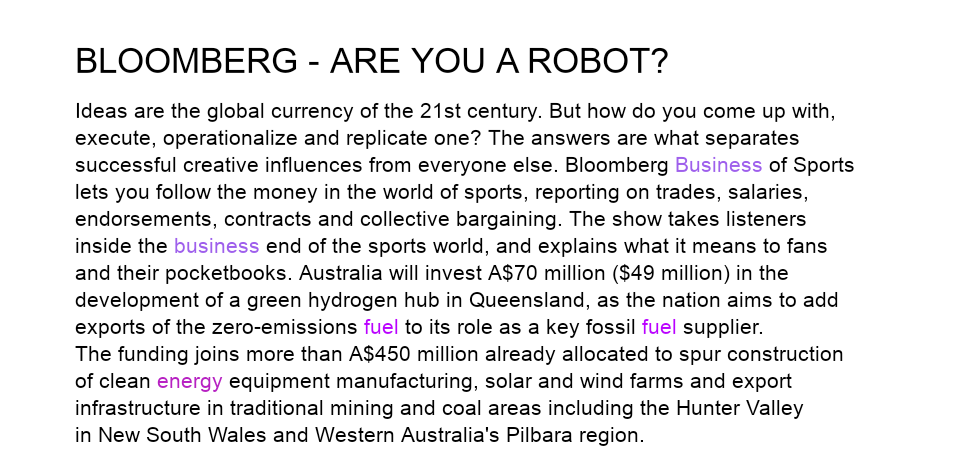 BLOOMBERG - ARE YOU A ROBOT?
Ideas are the global currency of the 21st century. But how do you come up with,
execute, operationalize and replicate one? The answers are what separates
successful creative influences from everyone else. Bloomberg Business of Sports
lets you follow the money in the world of sports, reporting on trades, salaries,
endorsements, contracts and collective bargaining. The show takes listeners
inside the business end of the sports world, and explains what it means to fans
and their pocketbooks. Australia will invest A$70 million ($49 million) in the
development of a green hydrogen hub in Queensland, as the nation aims to add
exports of the zero-emissions fuel to its role as a key fossil fuel supplier.
The funding joins more than A$450 million already allocated to spur construction
of clean energy equipment manufacturing, solar and wind farms and export
infrastructure in traditional mining and coal areas including the Hunter Valley
in New South Wales and Western Australia's Pilbara region.